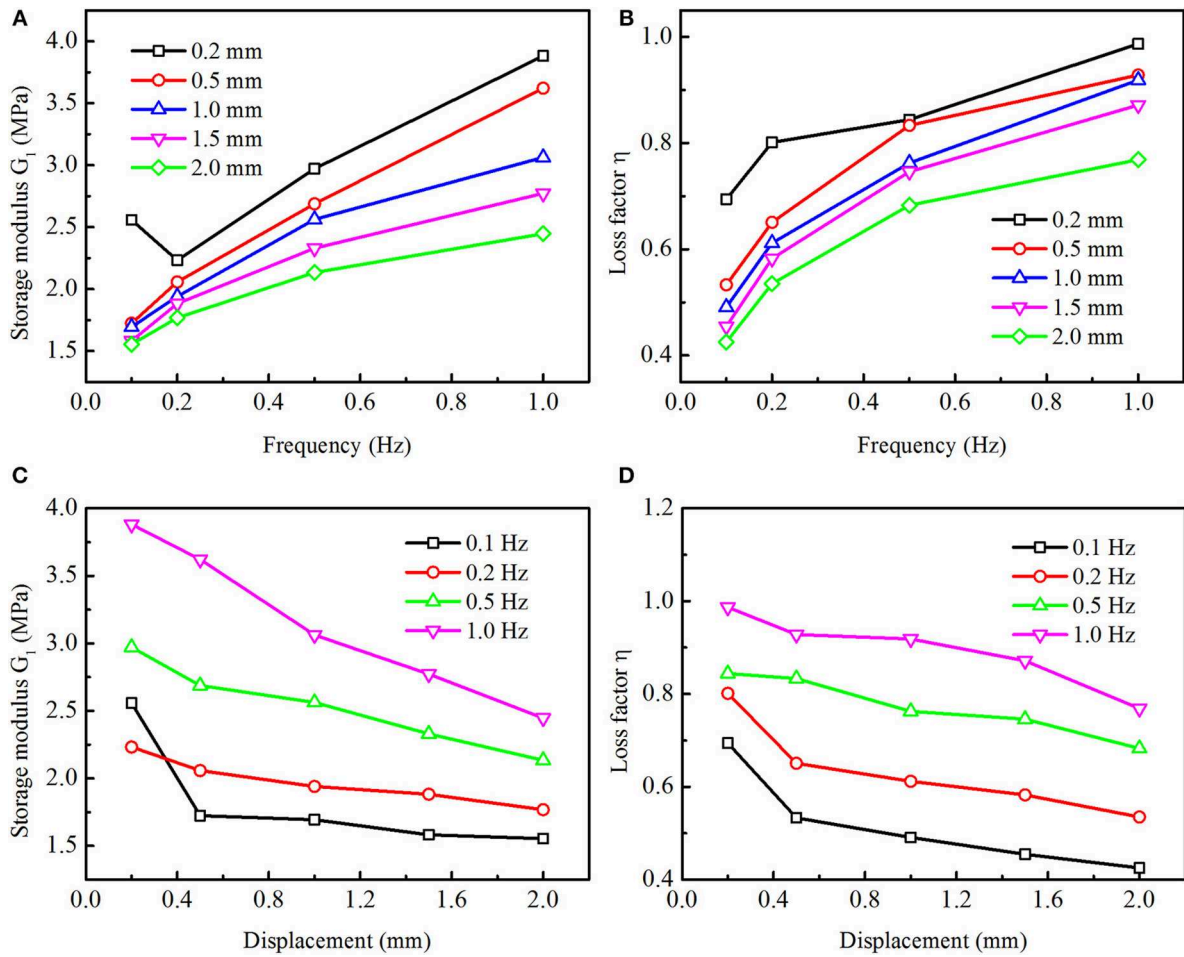 A
Storage modulus G1 (MPa)
4.0
3.5
3.0
2.5
2.0
1.5
0.2 mm
0.5 mm
1.0 mm
1.5 mm
2.0 mm
0.0 0.2 0.4 0.6 0.8 1.0
Frequency (Hz)
B
Loss factor η
1.0
0.8
0.6
0.4
0.2 mm
0.5 mm
1.0 mm
1.5 mm
2.0 mm
0.0 0.2 0.4 0.6 0.8 1.0
Frequency (Hz)
C
Storage modulus G1 (MPa)
4.0
3.5
3.0
2.5
2.0
1.5
0.1 Hz
0.2 Hz
0.5 Hz
1.0 Hz
0.0 0.4 0.8 1.2 1.6 2.0
Displacement (mm)
D
Loss factor η
1.2
1.0
0.8
0.6
0.4
0.1 Hz
0.2 Hz
0.5 Hz
1.0 Hz
0.0 0.4 0.8 1.2 1.6 2.0
Displacement (mm)